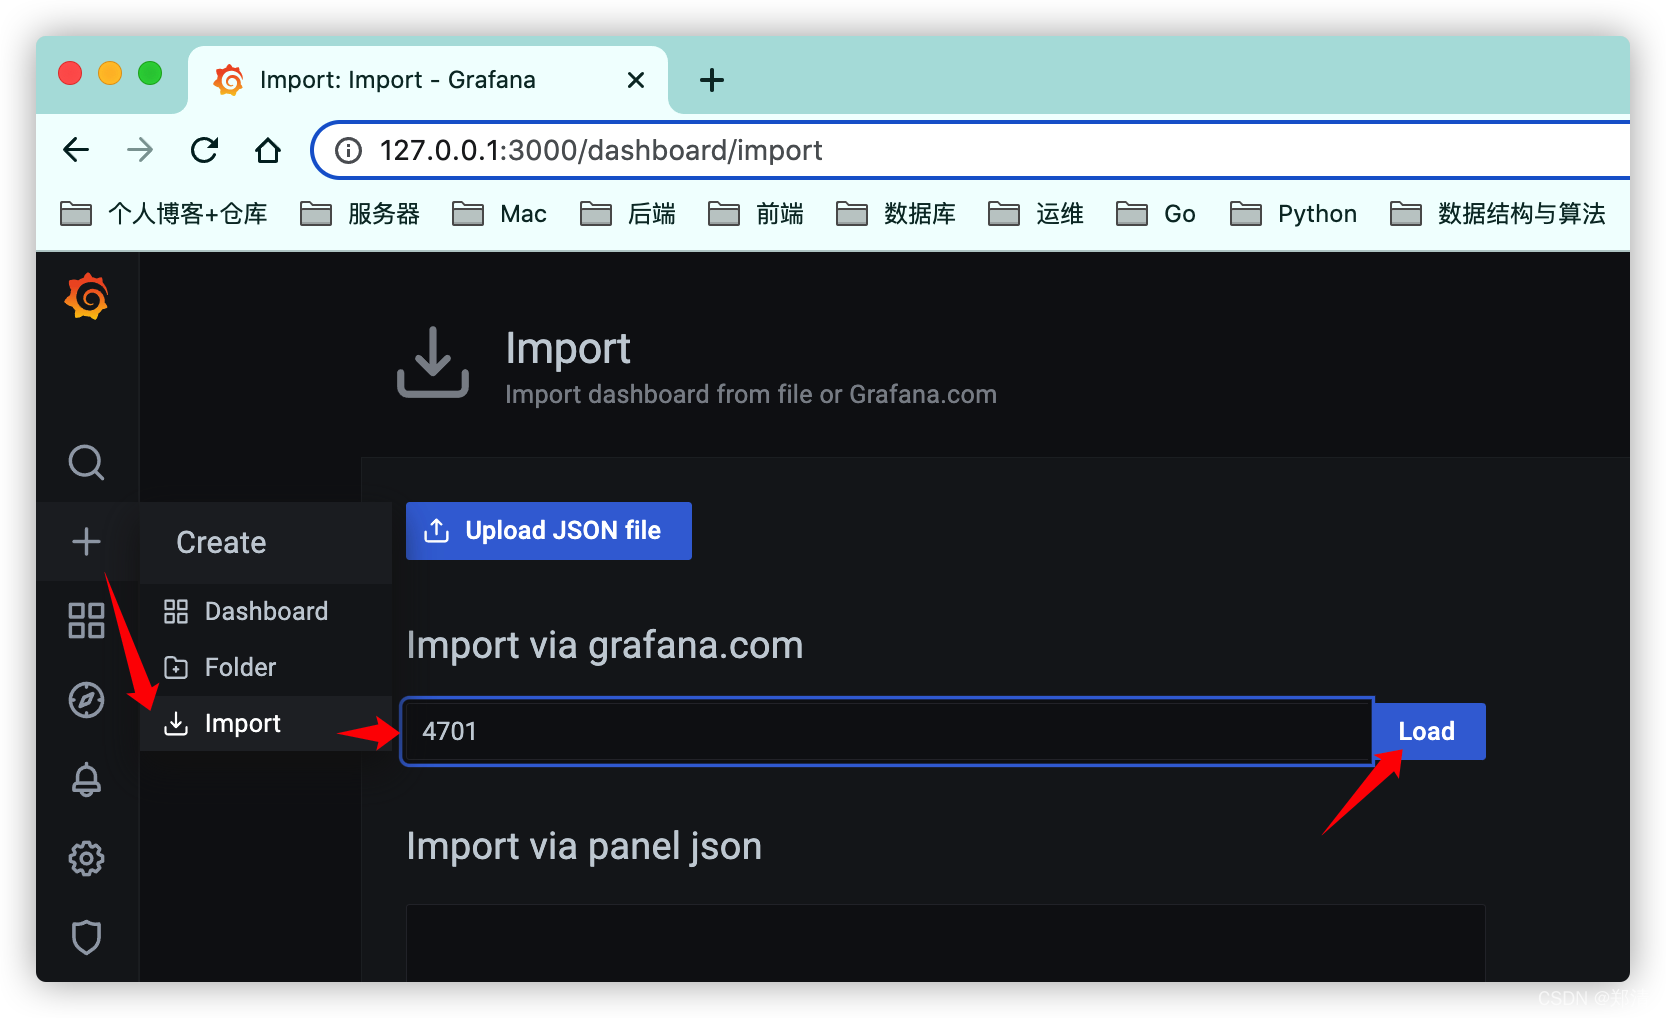 Import: Import - Grafana
127.0.0.1:3000/dashboard/import
个人博客+仓库 服务器 Mac 后端 前端 数据库 运维 Go Python 数据结构与算法
Import
Import dashboard from file or Grafana.com
Create
Upload JSON file
Dashboard
Import via grafana.com
Folder
Import
4701
Load
Import via panel json
CSDN